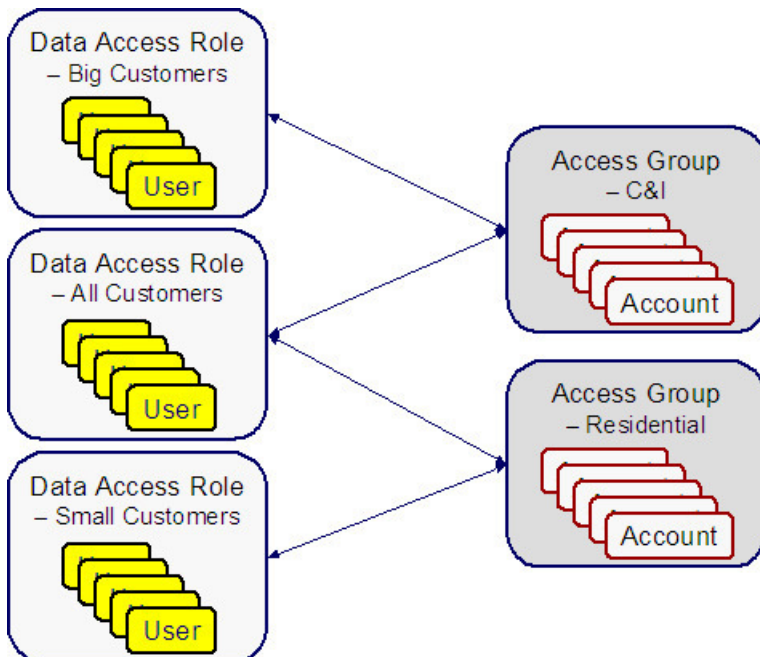 Data Access Role
– Big Customers
User
Data Access Role
– All Customers
User
Data Access Role
– Small Customers
User
Access Group
– C&I
Account
Access Group
– Residential
Account